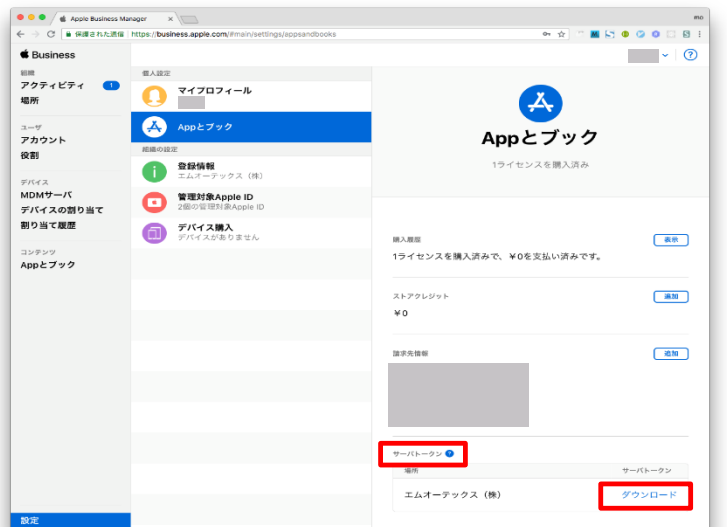 Apple Business Manager
mo
保護された通信 https://business.apple.com/#main/settings/appsandbooks
Business
組織
アクティビティ 1
場所
ユーザ
アカウント
役割
デバイス
MDMサーバ
デバイスの割り当て
割り当て履歴
コンテンツ
Appとブック
設定
個人設定
マイプロフィール
Appとブック
組織の設定
登録情報
エムオーテックス（株）
管理対象Apple ID
2個の管理対象Apple ID
デバイス購入
デバイスがありません
?
Appとブック
1ライセンスを購入済み
購入履歴
表示
1ライセンスを購入済みで、￥0を支払い済みです。
ストアクレジット
追加
￥0
請求先情報
追加
サーバトークン ?
場所 サーバトークン
エムオーテックス（株） ダウンロード